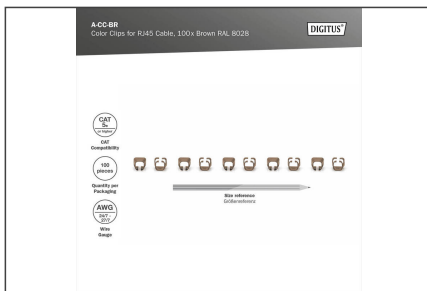 A-CC-BR
Color Clips for RJ45 Cable, 100x Brown RAL 8028
DIGITUS®
CAT
5e
or higher
CAT
Compatibility
100
pieces
Quantity per
Packaging
AWG
24/7 -
27/7
Wire
Gauge
Size reference
Größenreferenz